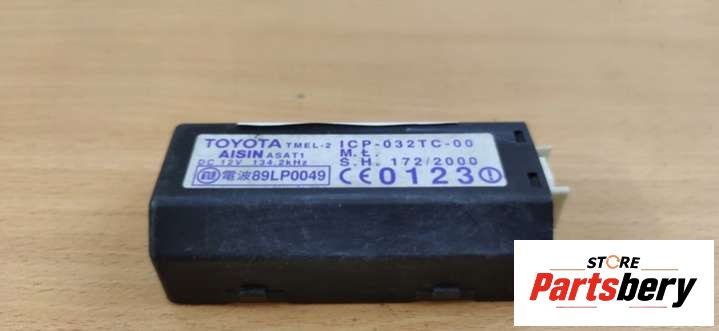 TOYOTA TMEL-2 ICP-032TC-00
AISIN ASAT1 M.L.
DC 12V 134.2kHz S.H. 172/2000
電波89LP0049 CE0123!
STORE
Partsbery